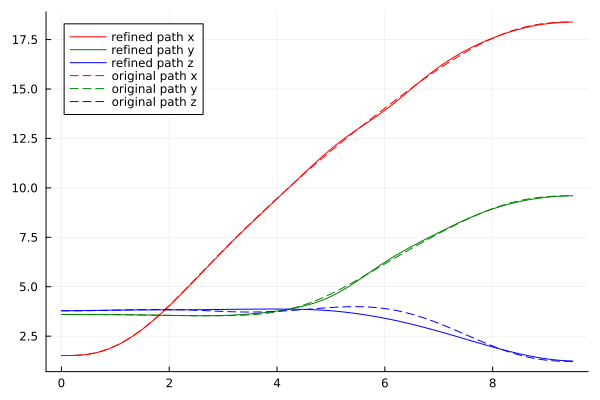 17.5
15.0
12.5
10.0
7.5
5.0
2.5
0
2
4
6
8
refined path x
refined path y
refined path z
original path x
original path y
original path z